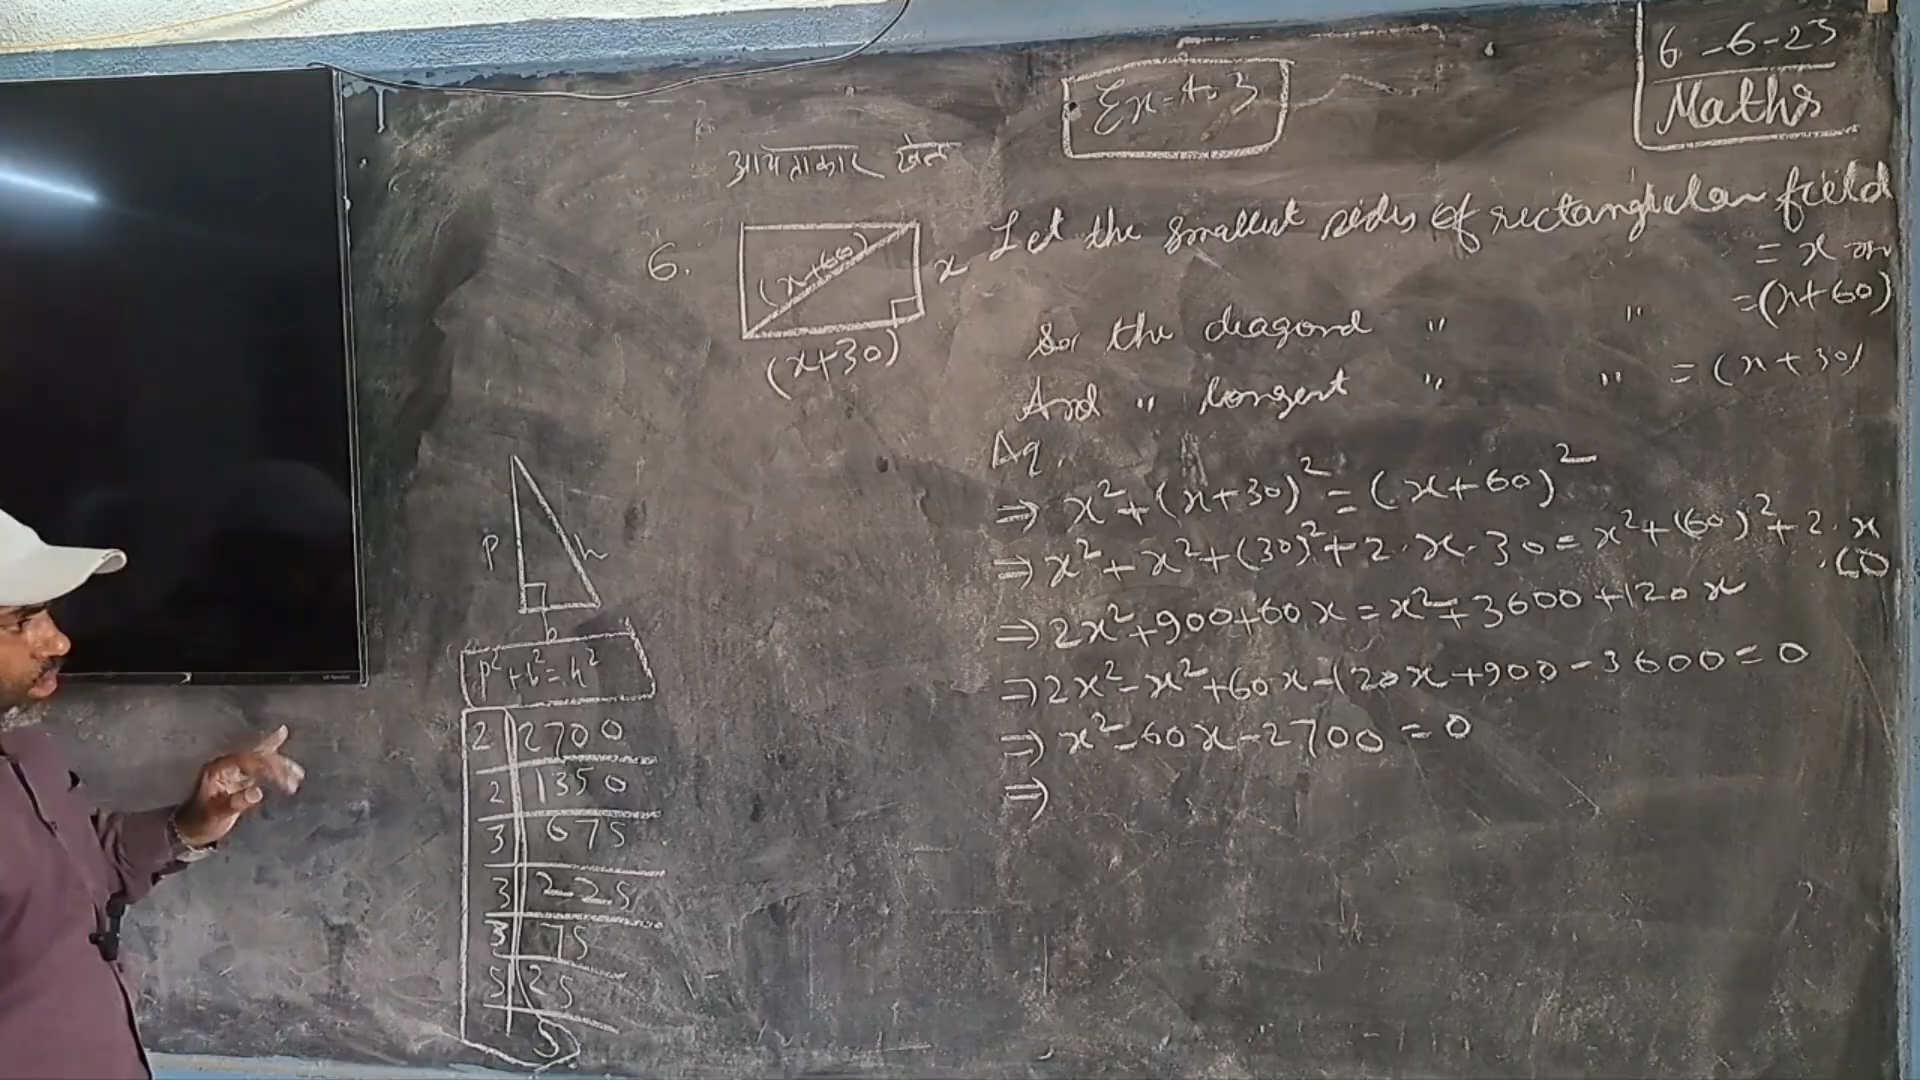 6-6-23
Maths
Ex=4.3
आयताकार खेत
6.
(x+60)
x
(x+30)
Let the smallest sides of rectangular field
= x m
So, the diagonal " " =(x+60)
And " longest " " = (x+30)
Aq.
⇒ x²+(x+30)²=(x+60)²
⇒ x²+x²+(30)²+2.x.30=x²+(60)²+2.x
.60
⇒ 2x²+900+60x=x²+3600+120x
⇒ 2x²-x²+60x-120x+900-3600=0
⇒ x²-60x-2700=0
⇒
p
h
b
p²+b²=h²
2 2700
2 1350
3 675
3 225
3 75
5 25
5